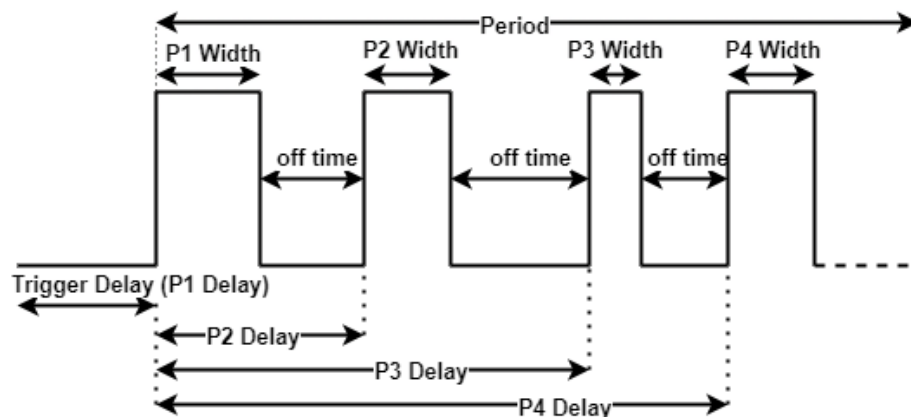 Period
P1 Width
P2 Width
P3 Width
P4 Width
off time
off time
off time
Trigger Delay (P1 Delay)
P2 Delay
P3 Delay
P4 Delay